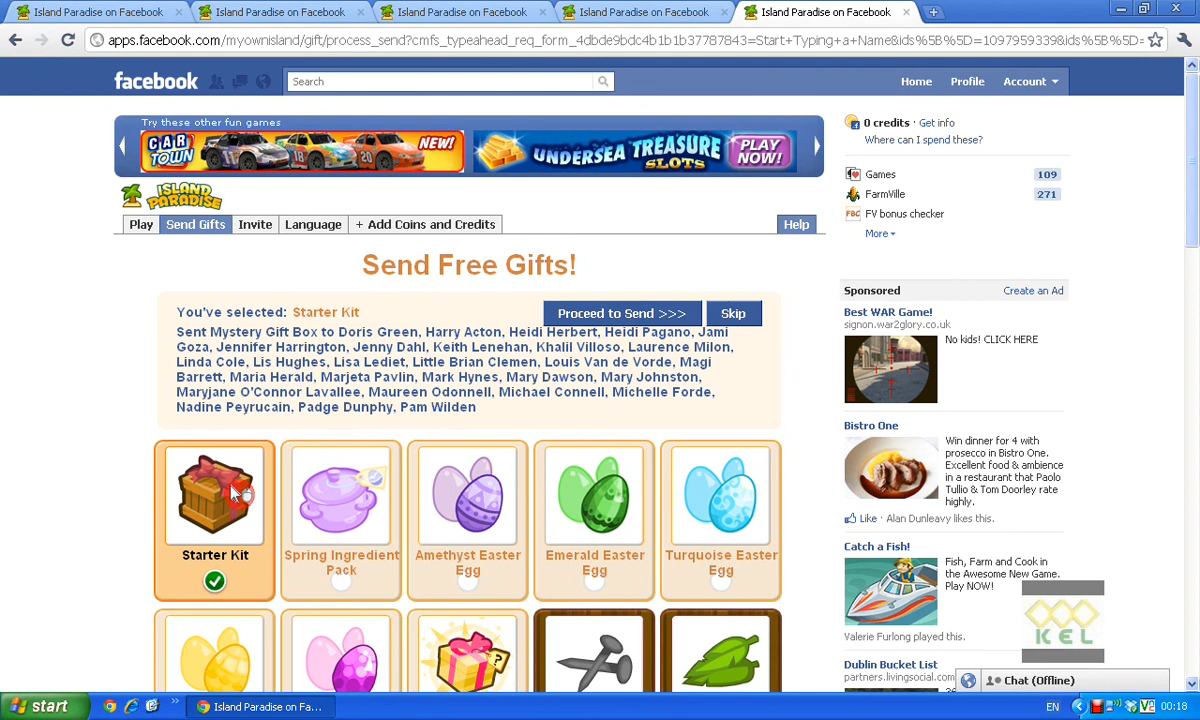 Island Paradise on Facebook
Island Paradise on Facebook
Island Paradise on Facebook
Island Paradise on Facebook
Island Paradise on Facebook
apps.facebook.com/myownisland/gift/process_send?cmfs_typeahead_req_form_4dbde9bdc4b1b1b37787843=Start+Typing+a+Name&ids%5B%5D=1097959339&ids%5B%5D=
facebook
Search
Home Profile Account
Try these other fun games
CAR TOWN 18 20 NEW!
UNDERSEA TREASURE SLOTS PLAY NOW!
ISLAND PARADISE
Play Send Gifts Invite Language + Add Coins and Credits Help
Send Free Gifts!
You've selected: Starter Kit
Proceed to Send >>> Skip
Sent Mystery Gift Box to Doris Green, Harry Acton, Heidi Herbert, Heidi Pagano, Jami
Goza, Jennifer Harrington, Jenny Dahl, Keith Lenehan, Khalil Villoso, Laurence Milon,
Linda Cole, Lis Hughes, Lisa Lediet, Little Brian Clemen, Louis Van de Vorde, Magi
Barrett, Maria Herald, Marjeta Pavlin, Mark Hynes, Mary Dawson, Mary Johnston,
Maryjane O'Connor Lavallee, Maureen Odonnell, Michael Connell, Michelle Forde,
Nadine Peyrucain, Padge Dunphy, Pam Wilden
Starter Kit
Spring Ingredient
Pack
Amethyst Easter
Egg
Emerald Easter
Egg
Turquoise Easter
Egg
?
0 credits · Get info
Where can I spend these?
Games 109
FarmVille 271
FBC FV bonus checker
More
Sponsored Create an Ad
Best WAR Game!
signon.war2glory.co.uk
No kids! CLICK HERE
Bistro One
Win dinner for 4 with
prosecco in Bistro One.
Excellent food & ambience
in a restaurant that Paolo
Tullio & Tom Doorley rate
highly.
Like · Alan Dunleavy likes this.
Catch a Fish!
Fish, Farm and Cook in
the Awesome New Game.
Play NOW!
Valerie Furlong played this.
KEL
Dublin Bucket List
partners.livingsocial.com
Chat (Offline)
start
Island Paradise on Fa...
EN
00:18